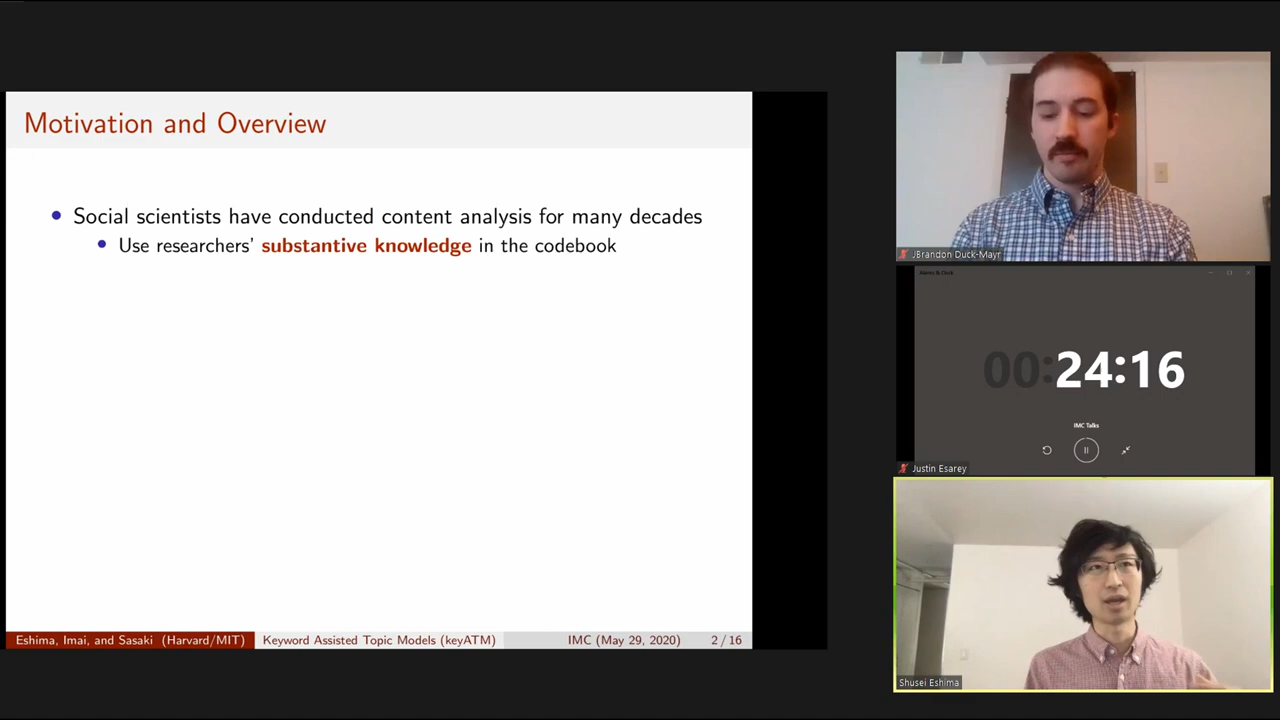 Motivation and Overview
Social scientists have conducted content analysis for many decades
Use researchers' substantive knowledge in the codebook
Eshima, Imai, and Sasaki (Harvard/MIT) Keyword Assisted Topic Models (keyATM) IMC (May 29, 2020) 2 / 16
JBrandon Duck-Mayr
Alarms & Clock
00:24:16
IMC Talks
Justin Esarey
Shusei Eshima